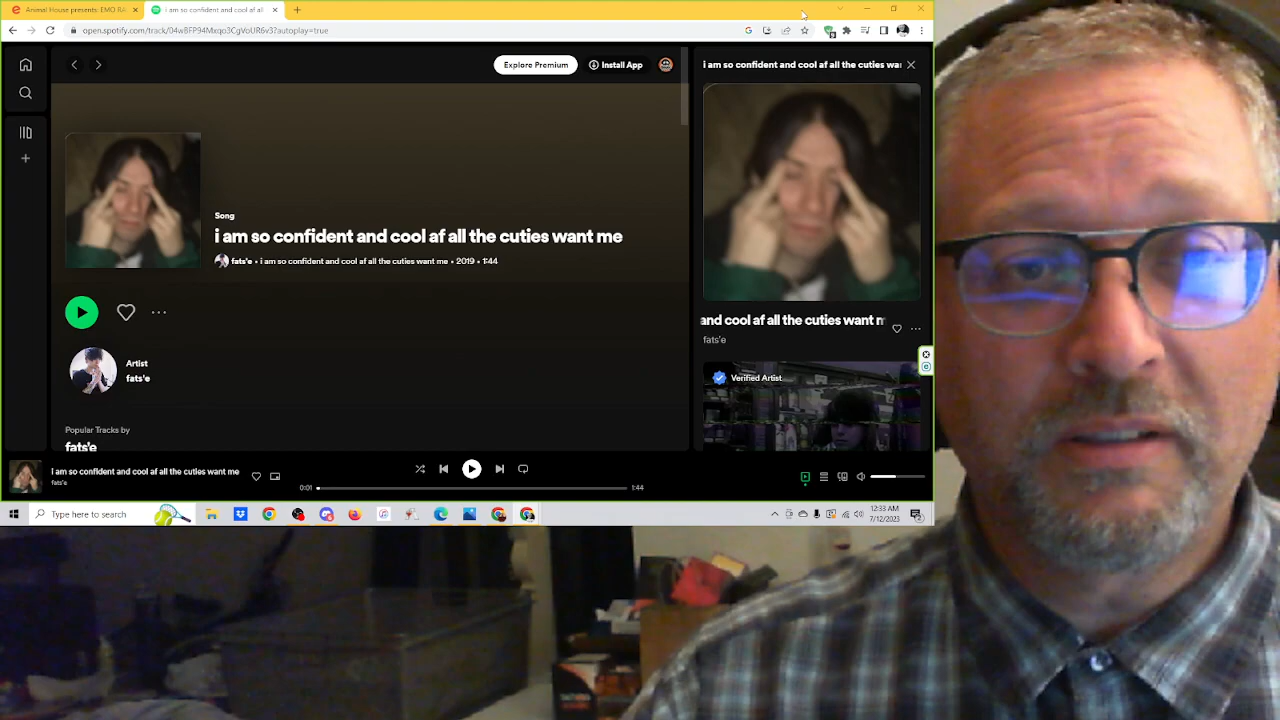 Animal House presents: EMO RA
i am so confident and cool af all
open.spotify.com/track/04wBFP94Mxqo3CgVoUR6v3?autoplay=true
Explore Premium
Install App
i am so confident and cool af all the cuties wan
Song
i am so confident and cool af all the cuties want me
fats'e • i am so confident and cool af all the cuties want me • 2019 • 1:44
and cool af all the cuties want m
fats'e
Artist
fats'e
Verified Artist
Popular Tracks by
fats'e
i am so confident and cool af all the cuties want me
fats'e
0:01
1:44
Type here to search
12:33 AM
7/12/2023